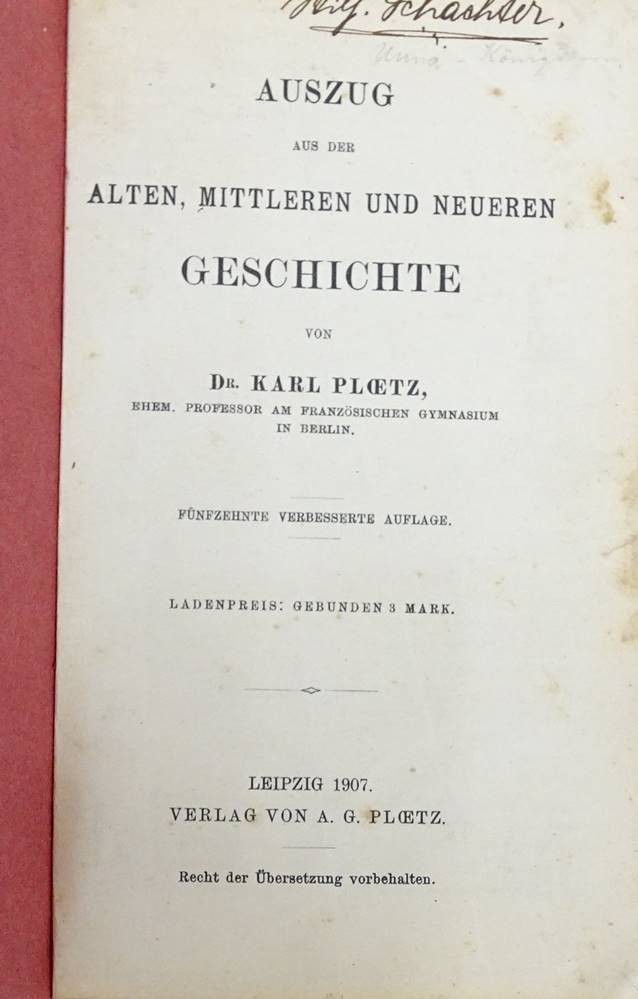 Schachter.
AUSZUG
AUS DER
ALTEN, MITTLEREN UND NEUEREN
GESCHICHTE
VON
DR. KARL PLŒTZ,
EHEM. PROFESSOR AM FRANZÖSISCHEN GYMNASIUM
IN BERLIN.
FÜNFZEHNTE VERBESSERTE AUFLAGE.
LADENPREIS: GEBUNDEN 3 MARK.
LEIPZIG 1907.
VERLAG VON A. G. PLŒTZ.
Recht der Übersetzung vorbehalten.